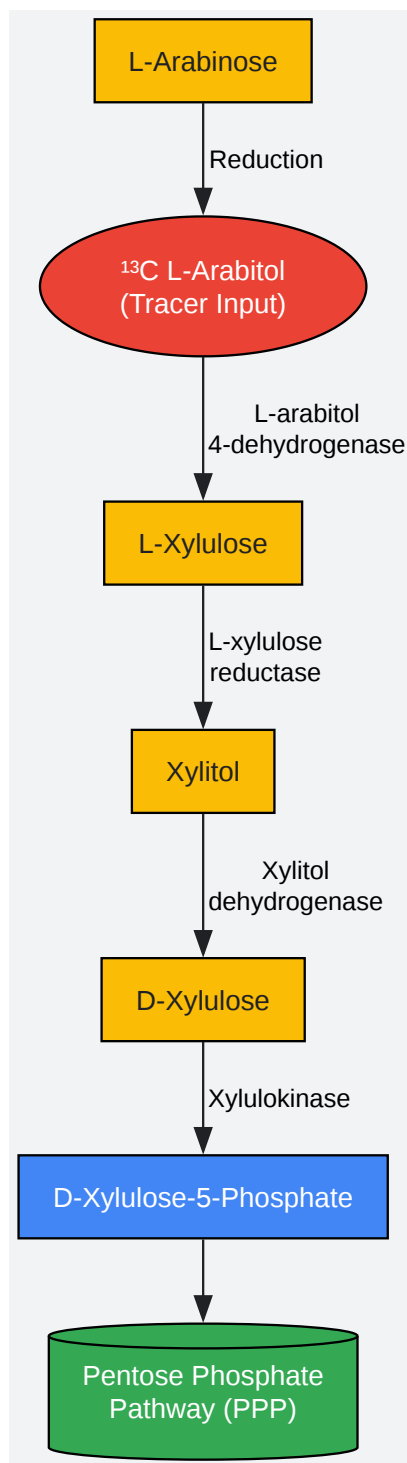 L-Arabinose
Reduction
¹³C L-Arabitol
(Tracer Input)
L-arabitol
4-dehydrogenase
L-Xylulose
L-xylulose
reductase
Xylitol
Xylitol
dehydrogenase
D-Xylulose
Xylulokinase
D-Xylulose-5-Phosphate
Pentose Phosphate
Pathway (PPP)